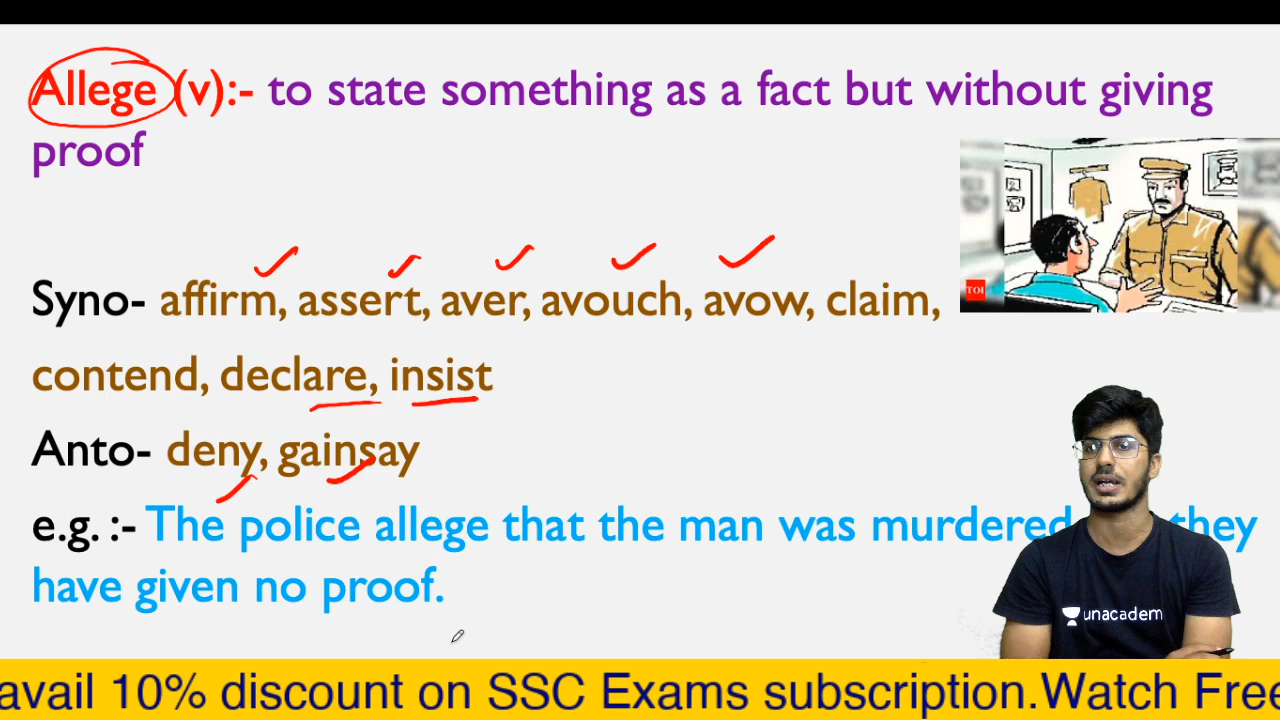 Allege (v):- to state something as a fact but without giving
proof
TOI
Syno- affirm, assert, aver, avouch, avow, claim,
contend, declare, insist
Anto- deny, gainsay
e.g. :- The police allege that the man was murdered they
have given no proof.
unacadem
avail 10% discount on SSC Exams subscription.Watch Free